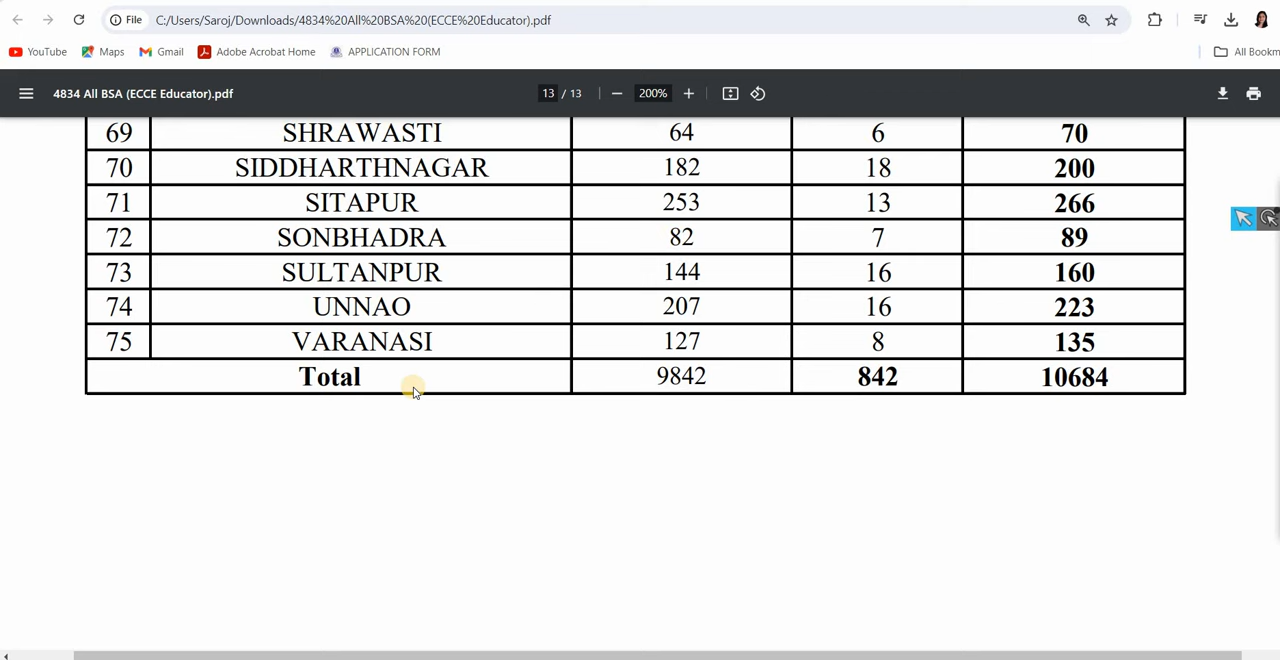 File C:/Users/Saroj/Downloads/4834%20All%20BSA%20(ECCE%20Educator).pdf
YouTube Maps Gmail Adobe Acrobat Home APPLICATION FORM All Bookm
4834 All BSA (ECCE Educator).pdf 13 / 13 200%
69 SHRAWASTI 64 6 70
70 SIDDHARTHNAGAR 182 18 200
71 SITAPUR 253 13 266
72 SONBHADRA 82 7 89
73 SULTANPUR 144 16 160
74 UNNAO 207 16 223
75 VARANASI 127 8 135
Total 9842 842 10684